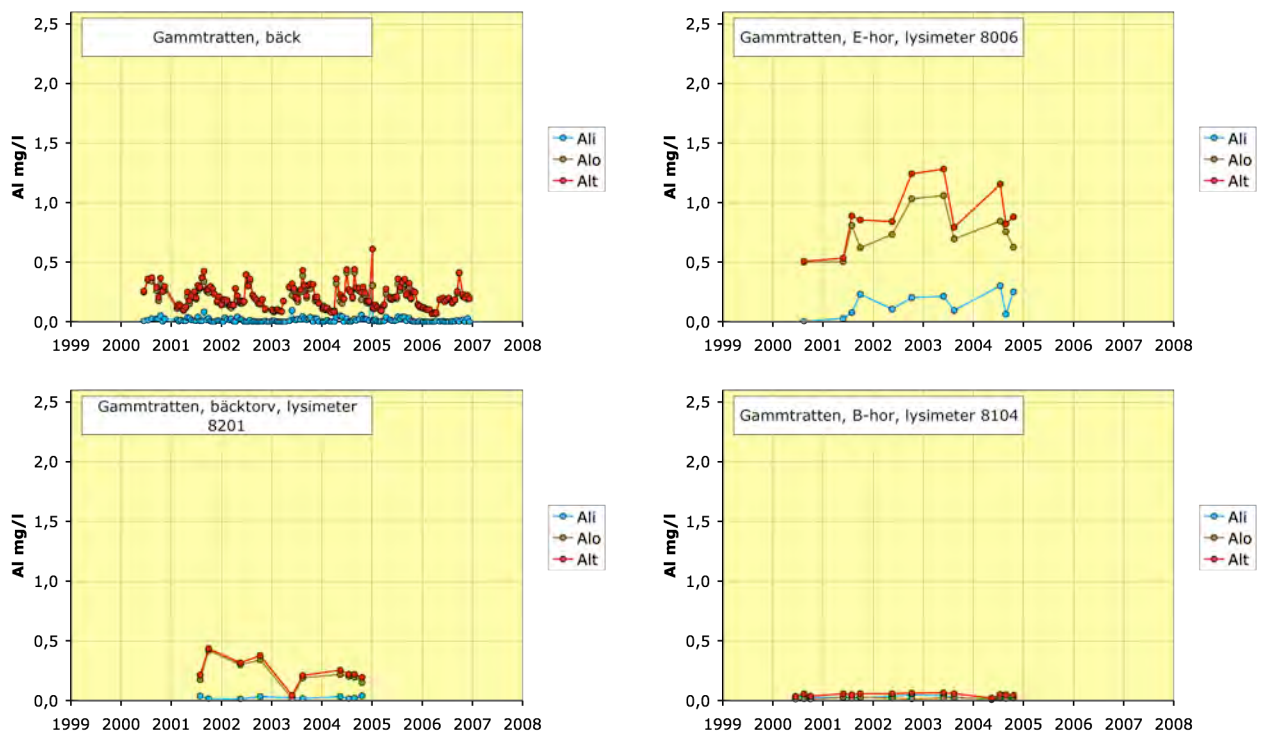 Gammtratten, bäck
2,5
2,0
1,5
1,0
0,5
0,0
Al mg/l
1999 2000 2001 2002 2003 2004 2005 2006 2007 2008
Ali
Alo
Alt
Gammtratten, E-hor, lysimeter 8006
2,5
2,0
1,5
1,0
0,5
0,0
Al mg/l
1999 2000 2001 2002 2003 2004 2005 2006 2007 2008
Ali
Alo
Alt
Gammtratten, bäcktorv, lysimeter
8201
2,5
2,0
1,5
1,0
0,5
0,0
Al mg/l
1999 2000 2001 2002 2003 2004 2005 2006 2007 2008
Ali
Alo
Alt
Gammtratten, B-hor, lysimeter 8104
2,5
2,0
1,5
1,0
0,5
0,0
Al mg/l
1999 2000 2001 2002 2003 2004 2005 2006 2007 2008
Ali
Alo
Alt